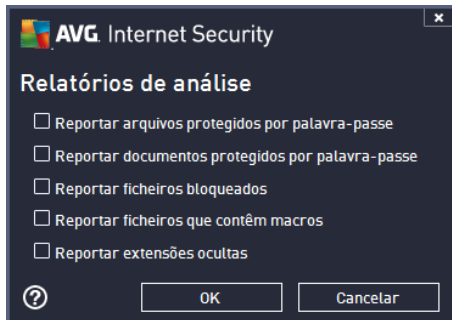 AVG. Internet Security
Relatórios de análise
Reportar arquivos protegidos por palavra-passe
Reportar documentos protegidos por palavra-passe
Reportar ficheiros bloqueados
Reportar ficheiros que contêm macros
Reportar extensões ocultas
? OK Cancelar